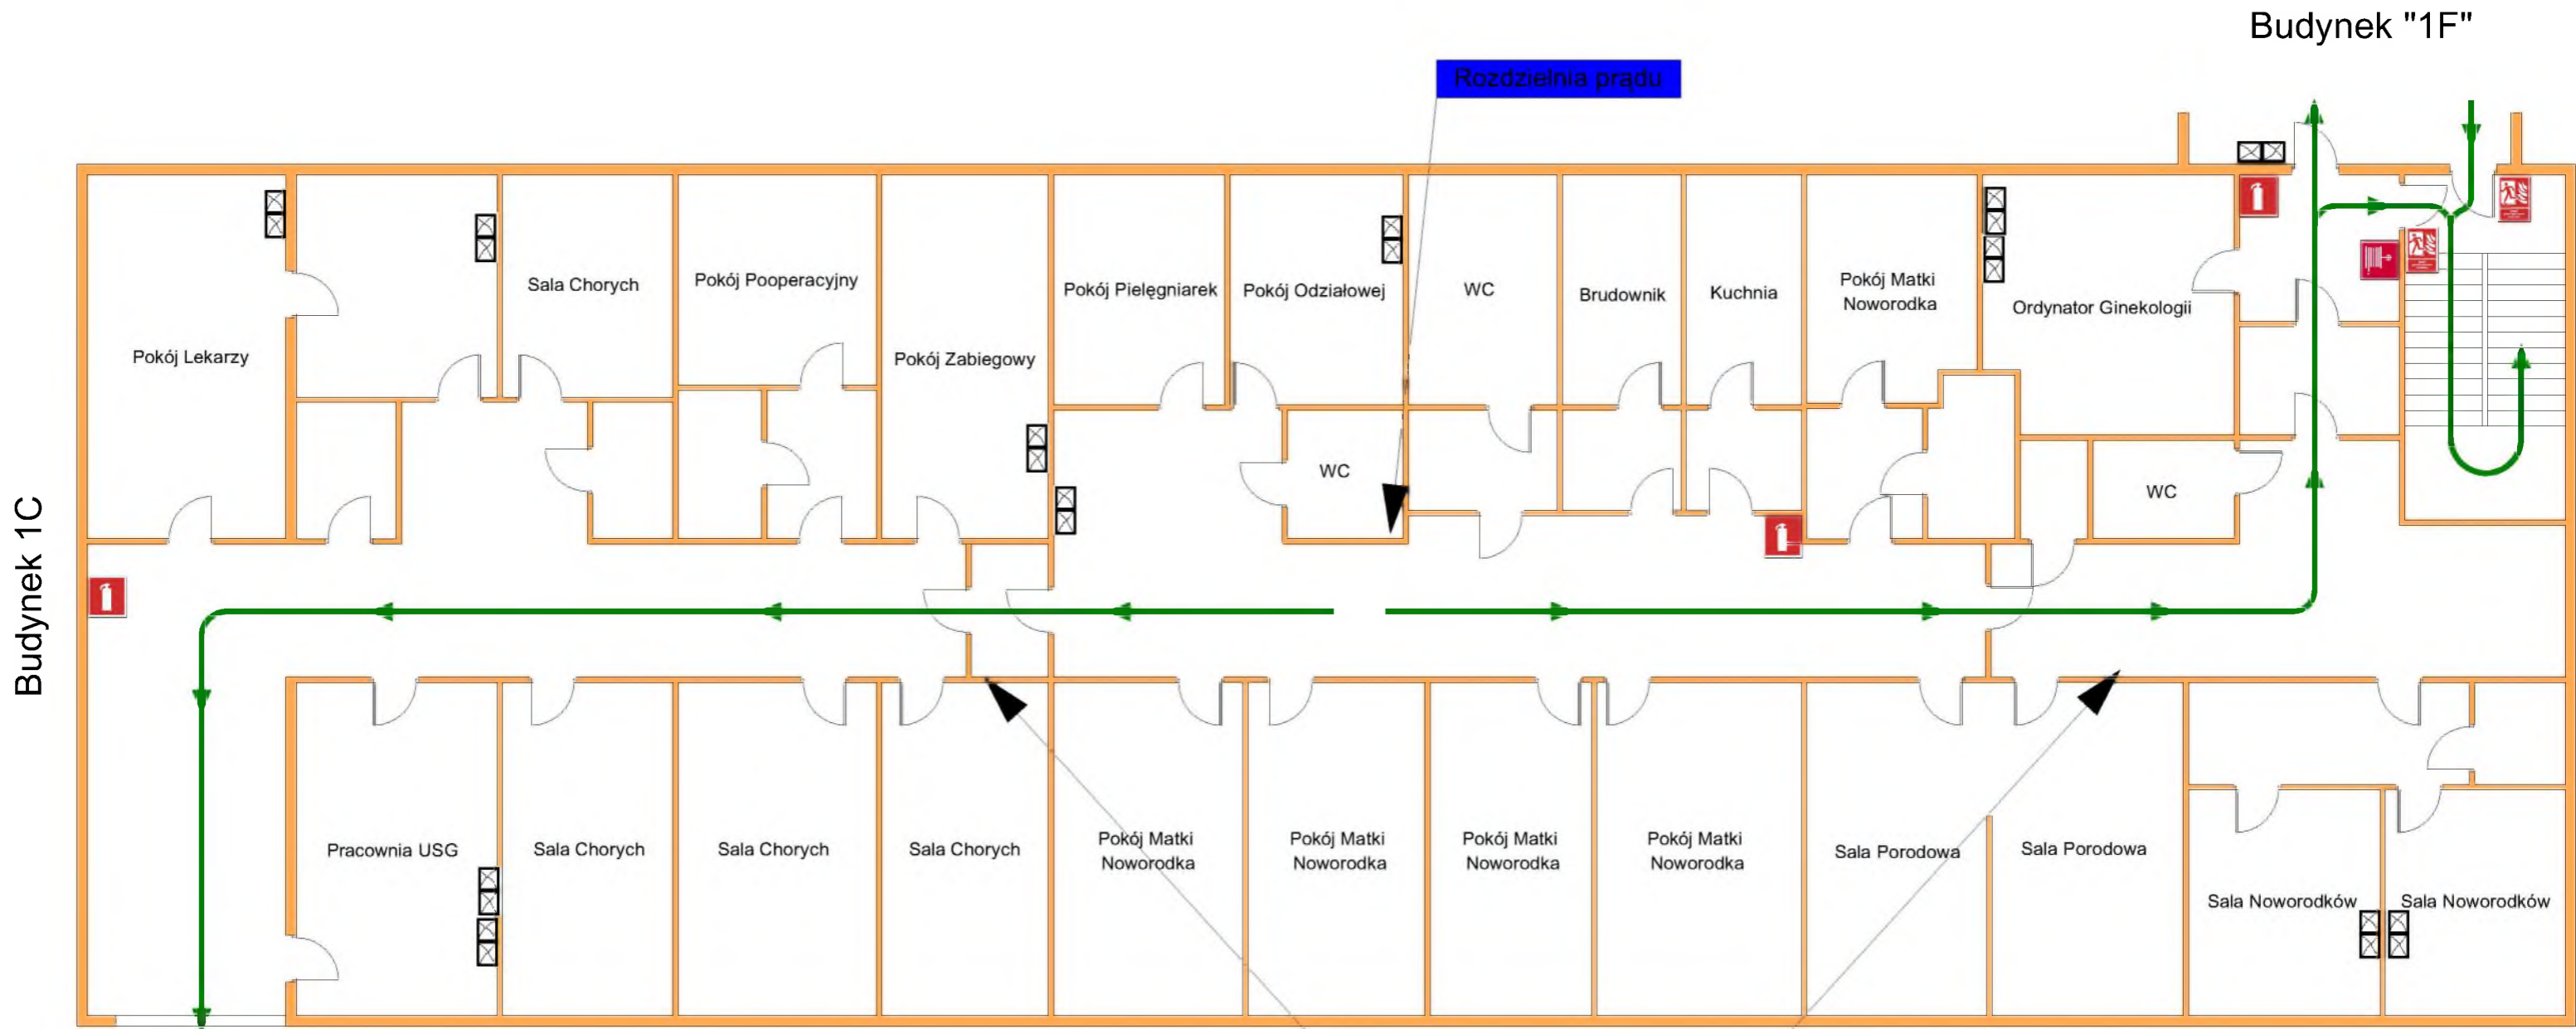 Budynek "1F"
Rozdzielnia prądu
Budynek 1C
Pokój Lekarzy
Sala Chorych
Pokój Pooperacyjny
Pokój Zabiegowy
Pokój Pielęgniarek
Pokój Odziałowej
WC
WC
Brudownik
Kuchnia
Pokój Matki
Noworodka
Ordynator Ginekologii
WC
Pracownia USG
Sala Chorych
Sala Chorych
Sala Chorych
Pokój Matki
Noworodka
Pokój Matki
Noworodka
Pokój Matki
Noworodka
Pokój Matki
Noworodka
Sala Porodowa
Sala Porodowa
Sala Noworodków
Sala Noworodków